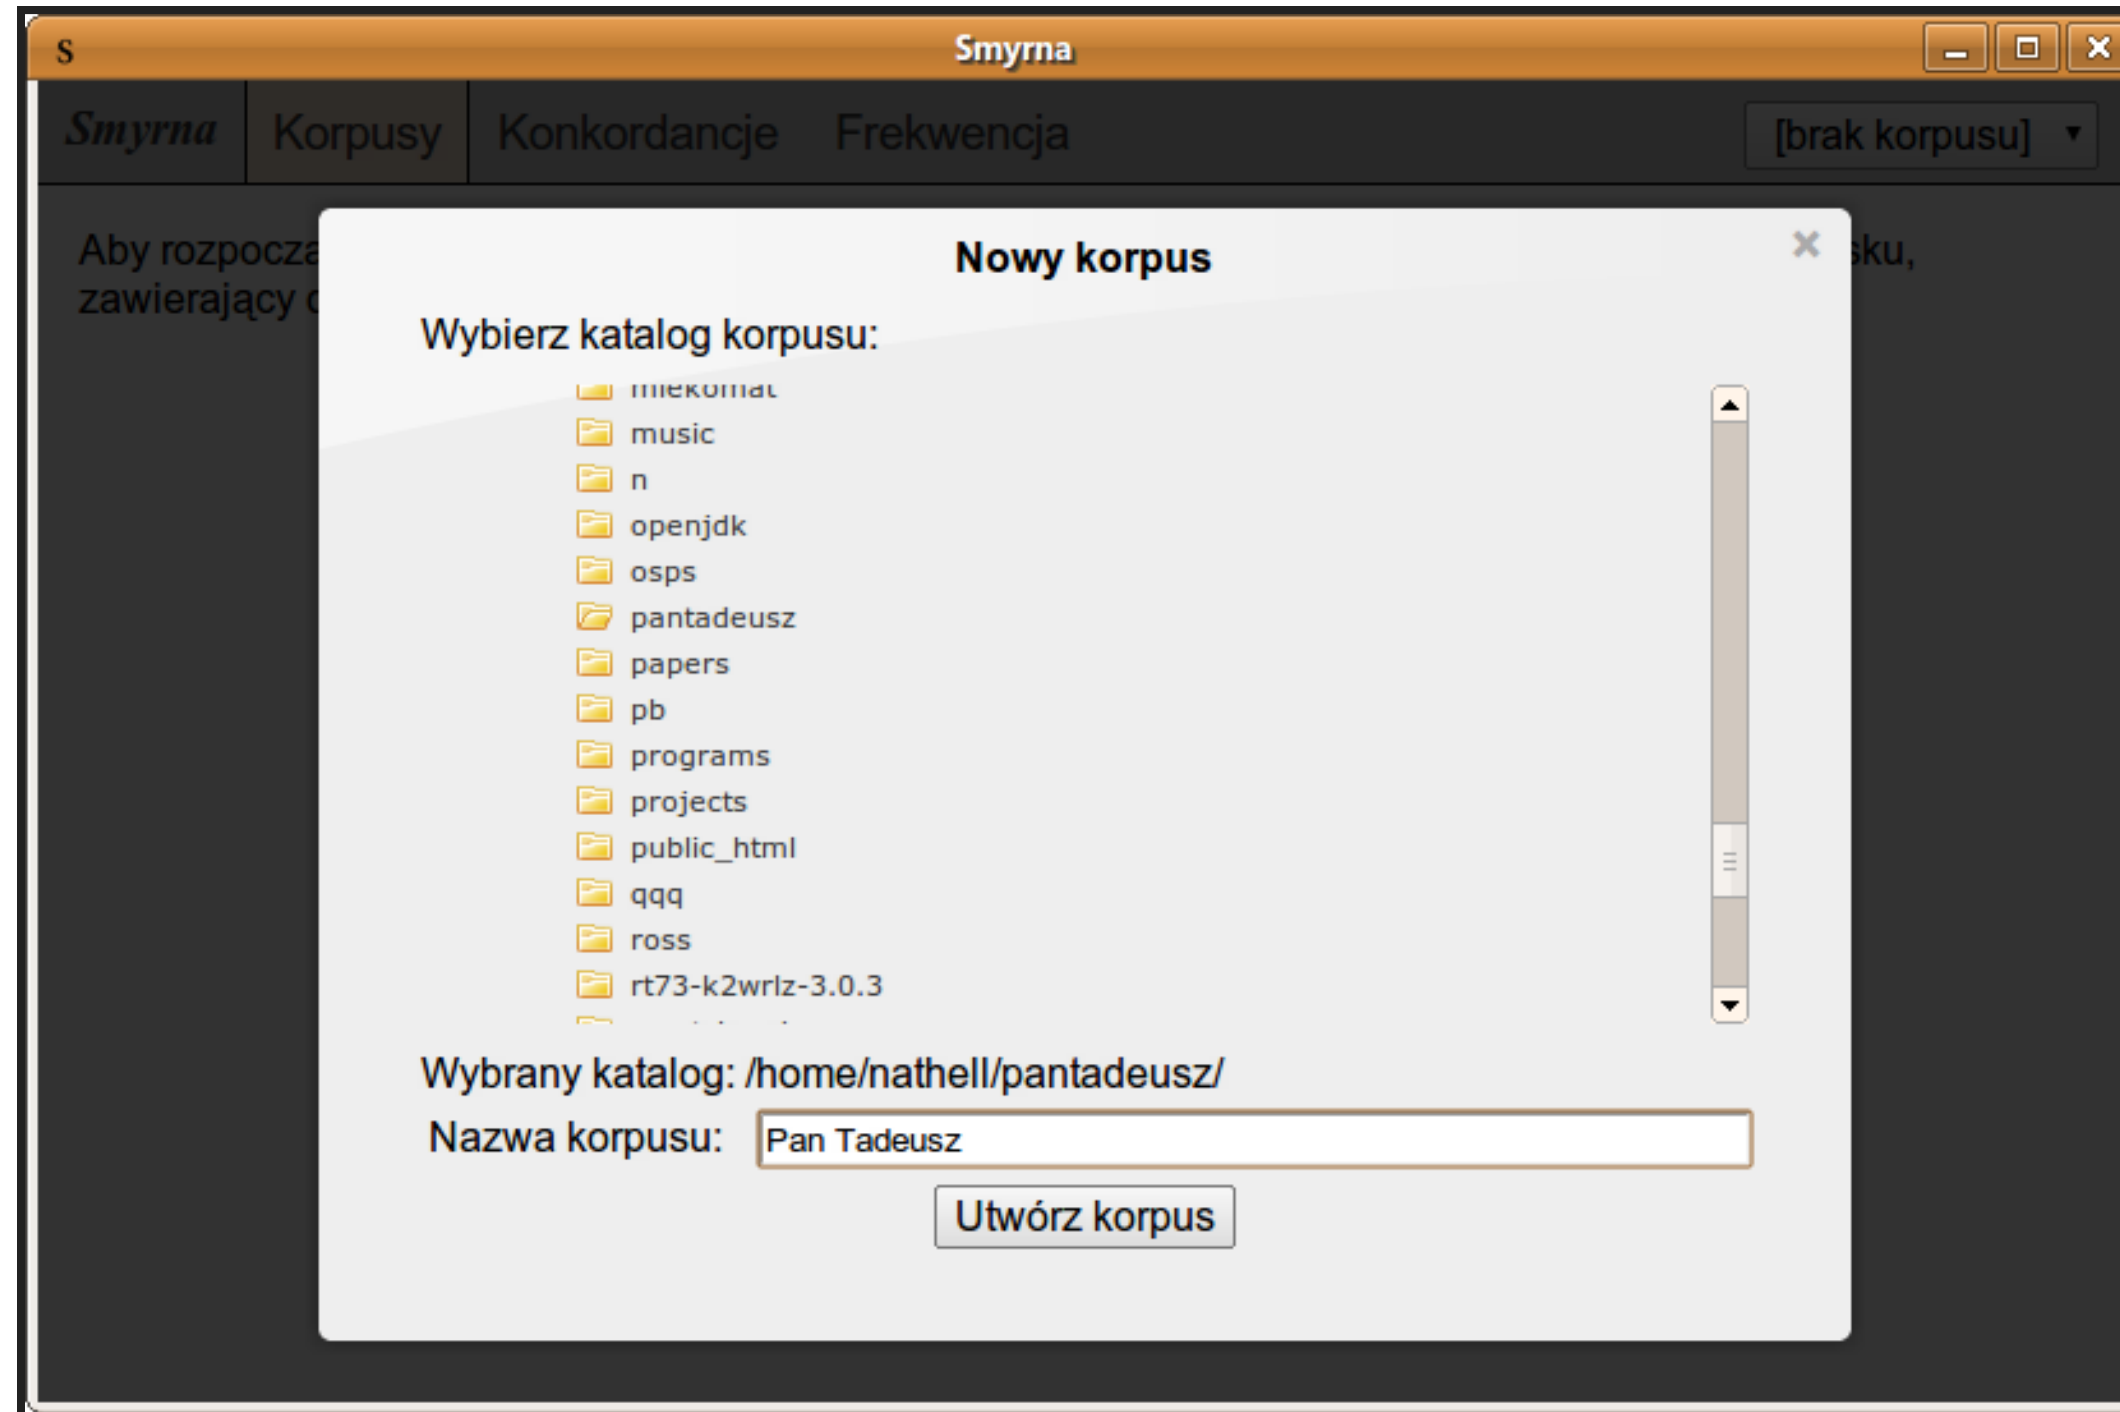 S Smyrna
Smyrna Korpusy Konkordancje Frekwencja [brak korpusu]
Nowy korpus
Aby sku,
zawierający
Wybierz katalog korpusu:
mlekomat
music
n
openjdk
osps
pantadeusz
papers
pb
programs
projects
public_html
qqq
ross
rt73-k2wrlz-3.0.3
Wybrany katalog: /home/nathell/pantadeusz/
Nazwa korpusu: Pan Tadeusz
Utwórz korpus